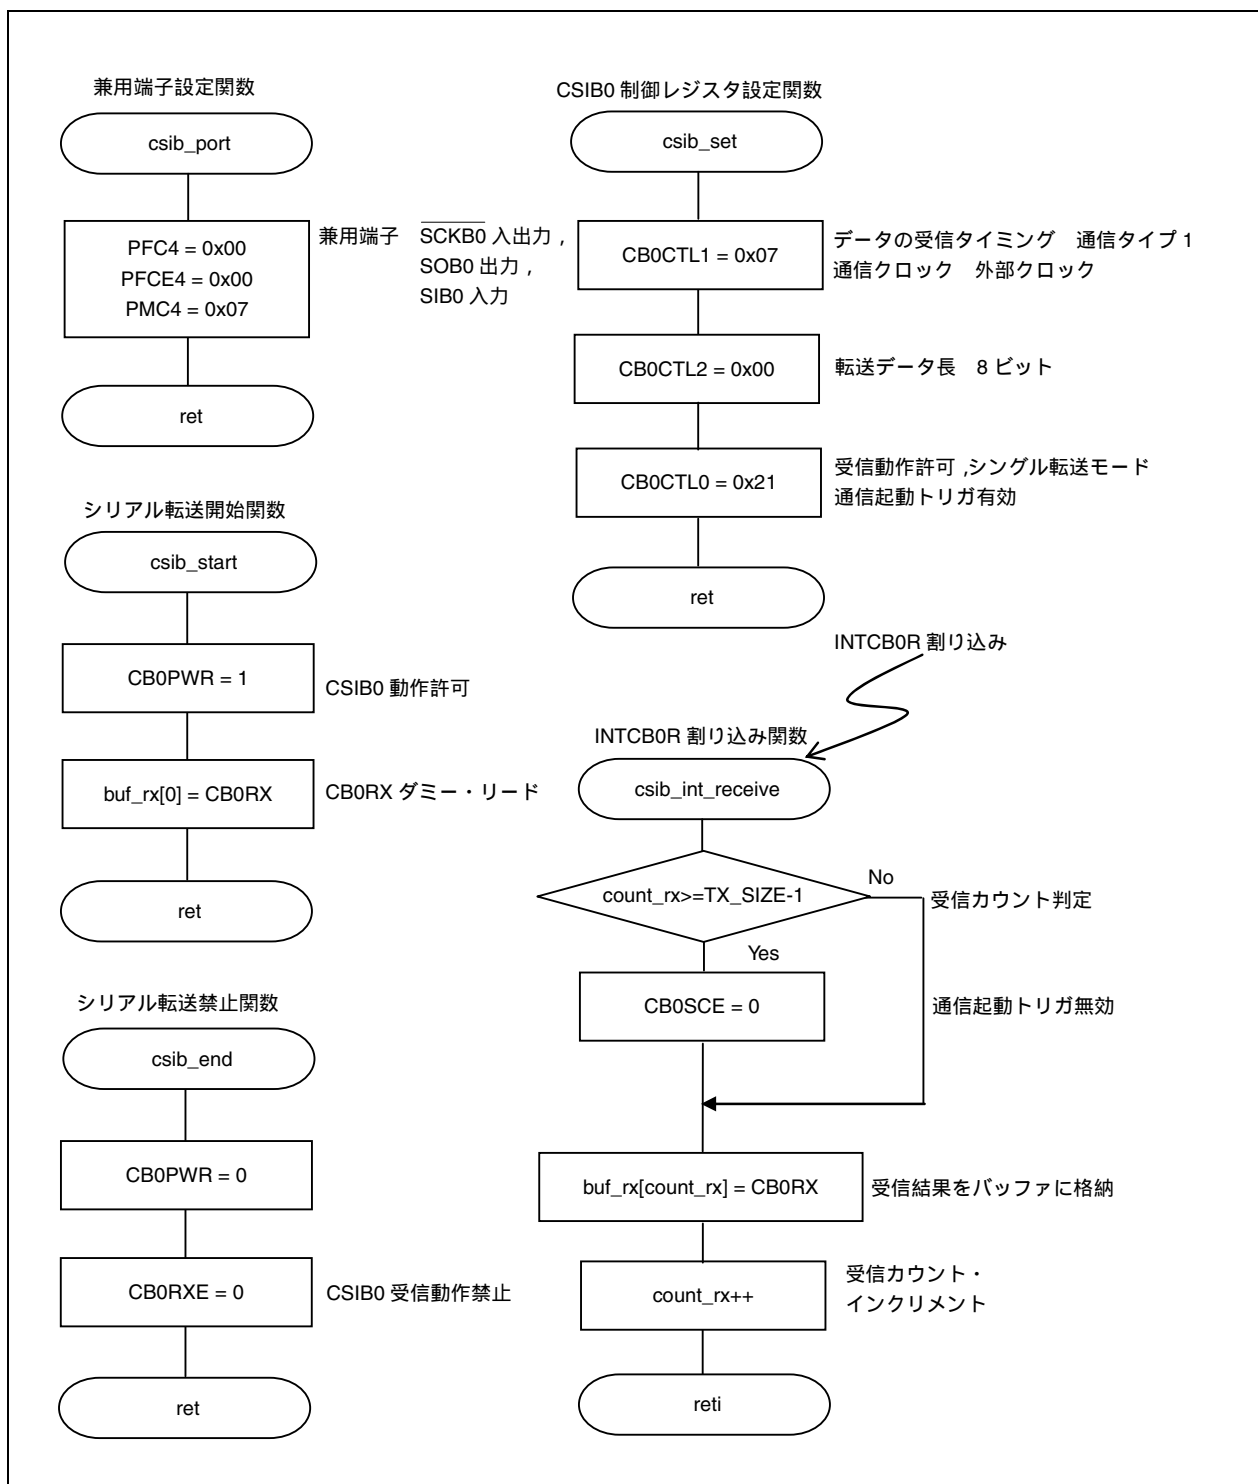 兼用端子設定関数
csib_port
PFC4 = 0x00
PFCE4 = 0x00
PMC4 = 0x07
兼用端子　SCKB0 入出力，
SOB0 出力，
SIB0 入力
ret
シリアル転送開始関数
csib_start
CB0PWR = 1
CSIB0 動作許可
buf_rx[0] = CB0RX
CB0RX ダミー・リード
ret
シリアル転送禁止関数
csib_end
CB0PWR = 0
CB0RXE = 0
CSIB0 受信動作禁止
ret
CSIB0 制御レジスタ設定関数
csib_set
CB0CTL1 = 0x07
データの受信タイミング　通信タイプ 1
通信クロック　外部クロック
CB0CTL2 = 0x00
転送データ長　8 ビット
CB0CTL0 = 0x21
受信動作許可，シングル転送モード
通信起動トリガ有効
ret
INTCB0R 割り込み
INTCB0R 割り込み関数
csib_int_receive
count_rx>=TX_SIZE-1
No
受信カウント判定
Yes
CB0SCE = 0
通信起動トリガ無効
buf_rx[count_rx] = CB0RX
受信結果をバッファに格納
count_rx++
受信カウント・
インクリメント
reti